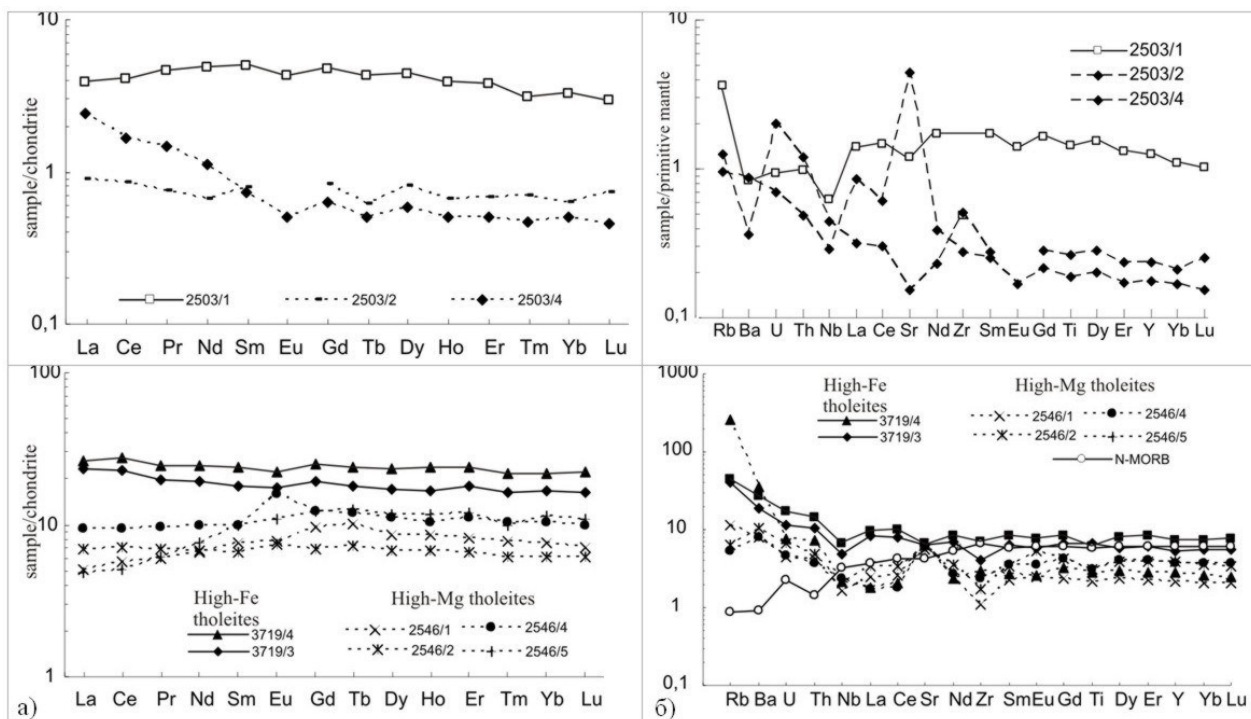 10
1
0,1
sample/chondrite
2503/1 2503/2 2503/4
La Ce Pr Nd Sm Eu Gd Tb Dy Ho Er Tm Yb Lu
10
1
0,1
sample/primitive mantle
2503/1
2503/2
2503/4
Rb Ba U Th Nb La Ce Sr Nd Zr Sm Eu Gd Ti Dy Er Y Yb Lu
100
10
1
sample/chondrite
High-Fe
tholeites
3719/4
3719/3
High-Mg tholeites
2546/1 2546/4
2546/2 2546/5
La Ce Pr Nd Sm Eu Gd Tb Dy Ho Er Tm Yb Lu
а)
1000
100
10
1
0,1
High-Fe
tholeites
3719/4
3719/3
High-Mg tholeites
2546/1 2546/4
2546/2 2546/5
N-MORB
Rb Ba U Th Nb La Ce Sr Nd Zr Sm Eu Gd Ti Dy Er Y Yb Lu
б)